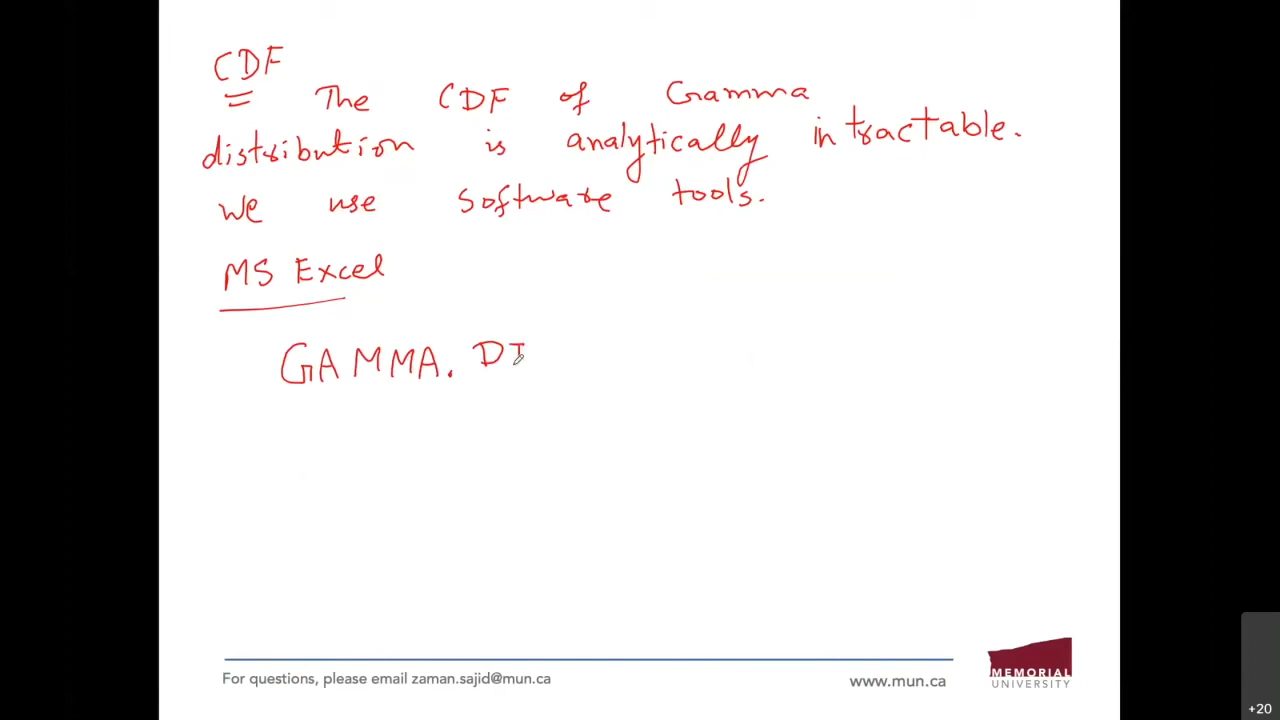 CDF
The CDF of Gamma
distribution is analytically intractable.
We use software tools.
MS Excel
GAMMA. DI
For questions, please email zaman.sajid@mun.ca
www.mun.ca
MEMORIAL
UNIVERSITY
+20